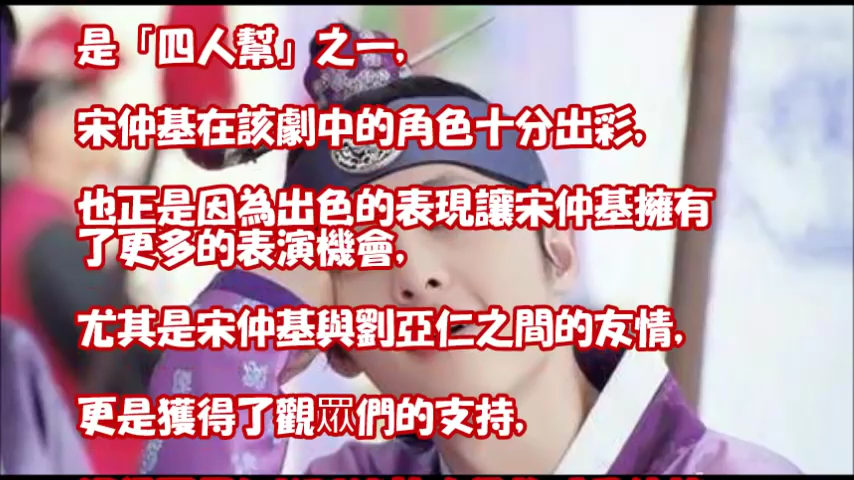 是「四人幫」之一,
宋仲基在該劇中的角色十分出彩,
也正是因為出色的表現讓宋仲基擁有
了更多的表演機會,
尤其是宋仲基與劉亞仁之間的友情,
更是獲得了觀眾們的支持,